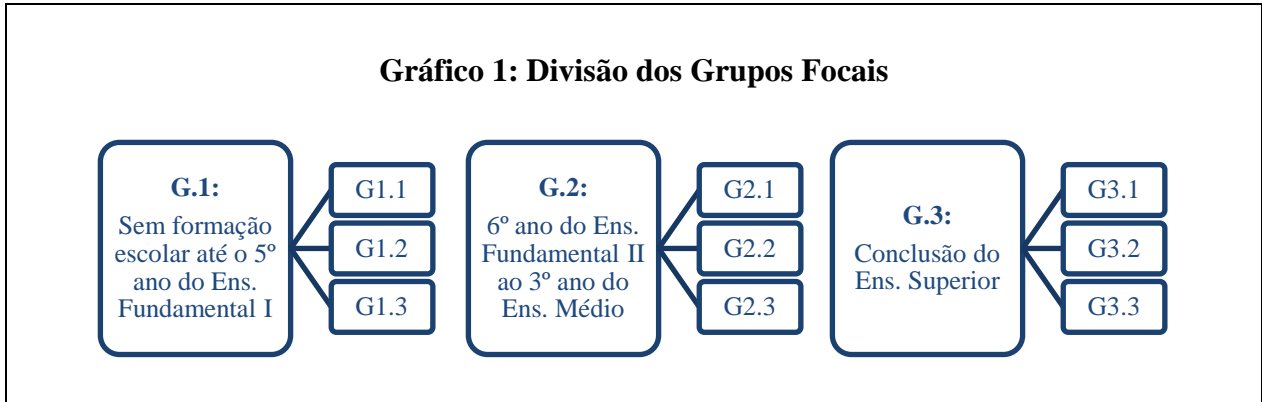 Gráfico 1: Divisão dos Grupos Focais
G.1:
Sem formação
escolar até o 5º
ano do Ens.
Fundamental I
G1.1
G1.2
G1.3
G.2:
6º ano do Ens.
Fundamental II
ao 3º ano do
Ens. Médio
G2.1
G2.2
G2.3
G.3:
Conclusão do
Ens. Superior
G3.1
G3.2
G3.3